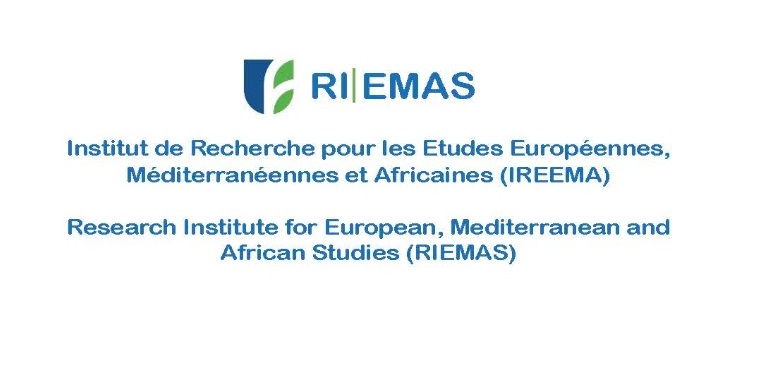 RI|EMAS
Institut de Recherche pour les Etudes Européennes,
Méditerranéennes et Africaines (IREEMA)
Research Institute for European, Mediterranean and
African Studies (RIEMAS)